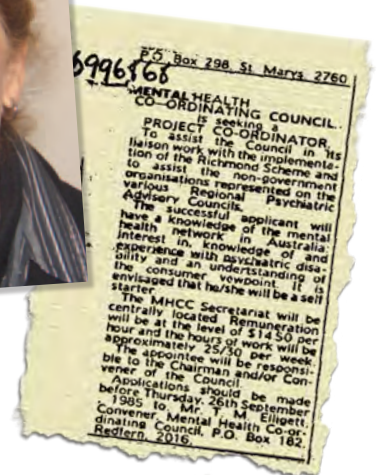 P.O. Box 298, St. Marys, 2760
6996866
MENTAL HEALTH
CO-ORDINATING COUNCIL.
is seeking a
PROJECT CO-ORDINATOR.
To assist the Council in its
liaison work with the implementa-
tion of the Richmond Scheme and
to assist the non-government
organisations represented on the
various Regional Psychiatric
Advisory Councils.
The successful applicant will
have a knowledge of the mental
health network in Australia;
interest in, knowledge of and
experience with psychiatric disa-
bility and an understanding of
the consumer vewpoint. It is
envisaged that he/she will be a self
starter.
The MHCC Secretariat will be
centrally located. Remuneration
will be at the level of $14.50 per
hour and the hours of work will be
approximately 25/30 per week.
The appointee will be responsi-
ble to the Chairman and/or Con-
vener of the Council.
Applications should be made
before Thursday, 26th September
, 1985 to, Mr. T. M. Elligett,
Convener, Mental Health Co-or-
dinating Council, P.O. Box 182,
Redfern, 2016.